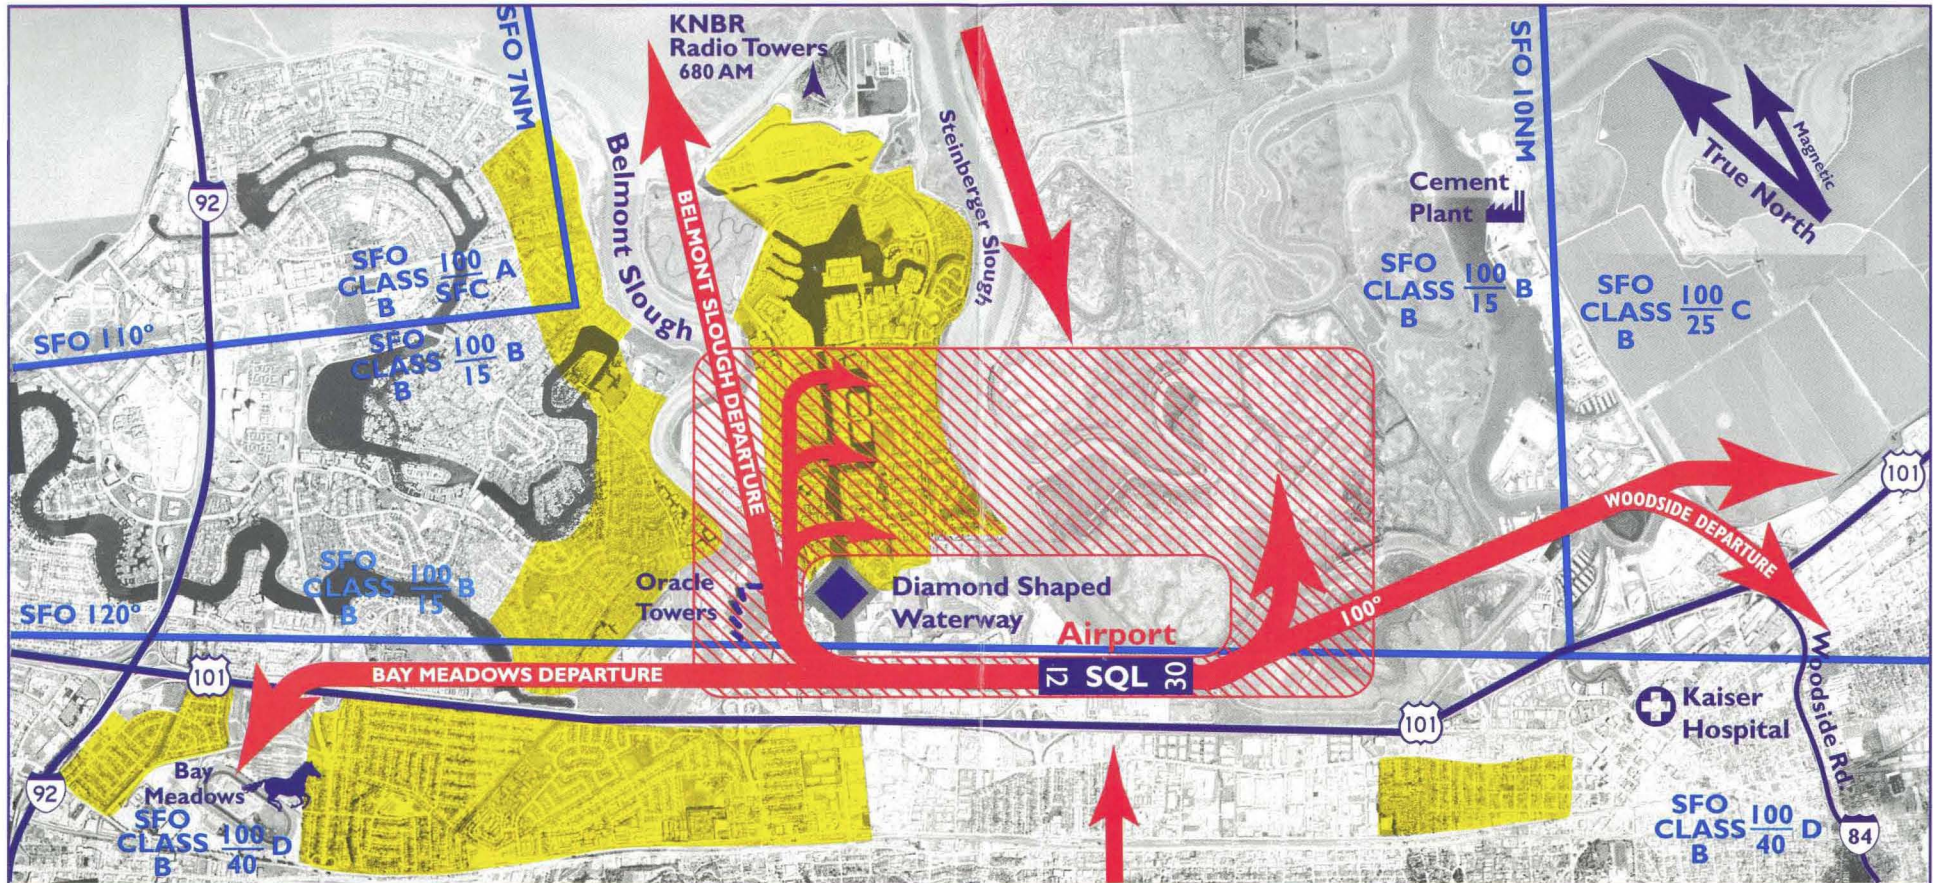 KNBR
Radio Towers
680 AM
SFO 7NM
SFO 10NM
92
Belmont Slough
Steinberger Slough
BELMONT SLOUGH DEPARTURE
Cement
Plant
True North
Magnetic
SFO
CLASS
B
100
SFC
A
SFO 110°
SFO
CLASS
B
100
15
B
SFO
CLASS
B
100
15
B
SFO
CLASS
B
100
25
C
101
WOODSIDE DEPARTURE
SFO
CLASS
B
100
15
B
SFO 120°
Oracle
Towers
Diamond Shaped
Waterway
100°
Airport
12 SQL 30
BAY MEADOWS DEPARTURE
101
101
Kaiser
Hospital
Woodside Rd.
92
Bay
Meadows
SFO
CLASS
B
100
40
D
SFO
CLASS
B
100
40
D
84